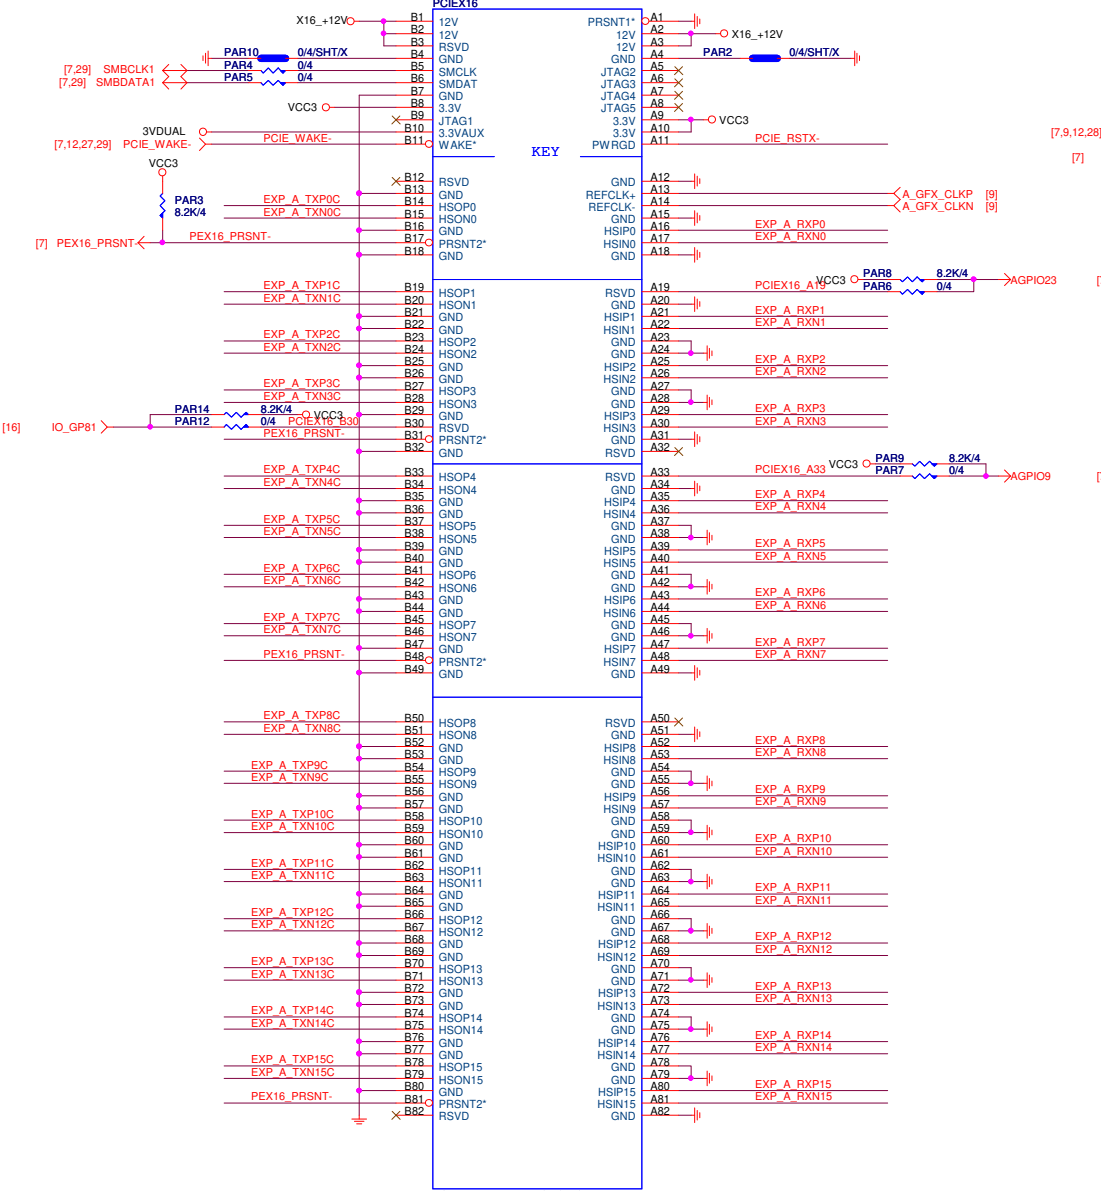 PCIEX16
X16_+12V B1 12V PRSNT1* A1
B2 12V 12V A2 X16_+12V
B3 RSVD 12V A3
PAR10 0/4/SHT/X B4 GND GND A4 PAR2 0/4/SHT/X
[7,29] SMBCLK1 PAR4 0/4 B5 SMCLK JTAG2 A5
[7,29] SMBDATA1 PAR5 0/4 B6 SMDAT JTAG3 A6
B7 GND JTAG4 A7
VCC3 B8 3.3V JTAG5 A8
B9 JTAG1 3.3V A9 VCC3
3VDUAL B10 3.3VAUX 3.3V A10 [7,9,12,28]
[7,12,27,29] PCIE_WAKE- PCIE_WAKE- B11 WAKE* PWRGD A11 PCIE_RSTX-
KEY [7]
VCC3
B12 RSVD GND A12
B13 GND REFCLK+ A13 A_GFX_CLKP [9]
PAR3 EXP_A_TXP0C B14 HSOP0 REFCLK- A14 A_GFX_CLKN [9]
8.2K/4 EXP_A_TXN0C B15 HSON0 GND A15
B16 GND HSIP0 A16 EXP_A_RXP0
[7] PEX16_PRSNT- PEX16_PRSNT- B17 PRSNT2* HSIN0 A17 EXP_A_RXN0
B18 GND GND A18
VCC3 PAR8 8.2K/4 AGPIO23
EXP_A_TXP1C B19 HSOP1 RSVD A19 PCIEX16_A19 PAR6 0/4
EXP_A_TXN1C B20 HSON1 GND A20
B21 GND HSIP1 A21 EXP_A_RXP1
B22 GND HSIN1 A22 EXP_A_RXN1
EXP_A_TXP2C B23 HSOP2 GND A23
EXP_A_TXN2C B24 HSON2 GND A24
B25 GND HSIP2 A25 EXP_A_RXP2
B26 GND HSIN2 A26 EXP_A_RXN2
EXP_A_TXP3C B27 HSOP3 GND A27
EXP_A_TXN3C B28 HSON3 GND A28
PAR14 8.2K/4 VCC3 B29 GND HSIP3 A29 EXP_A_RXP3
[16] IO_GP81 PAR12 0/4 PCIEX16_B30 B30 RSVD HSIN3 A30 EXP_A_RXN3
PEX16_PRSNT- B31 PRSNT2* GND A31
B32 GND RSVD A32
VCC3 PAR9 8.2K/4
EXP_A_TXP4C B33 HSOP4 RSVD A33 PCIEX16_A33 PAR7 0/4 AGPIO9
EXP_A_TXN4C B34 HSON4 GND A34
B35 GND HSIP4 A35 EXP_A_RXP4
B36 GND HSIN4 A36 EXP_A_RXN4
EXP_A_TXP5C B37 HSOP5 GND A37
EXP_A_TXN5C B38 HSON5 GND A38
B39 GND HSIP5 A39 EXP_A_RXP5
B40 GND HSIN5 A40 EXP_A_RXN5
EXP_A_TXP6C B41 HSOP6 GND A41
EXP_A_TXN6C B42 HSON6 GND A42
B43 GND HSIP6 A43 EXP_A_RXP6
B44 GND HSIN6 A44 EXP_A_RXN6
EXP_A_TXP7C B45 HSOP7 GND A45
EXP_A_TXN7C B46 HSON7 GND A46
B47 GND HSIP7 A47 EXP_A_RXP7
PEX16_PRSNT- B48 PRSNT2* HSIN7 A48 EXP_A_RXN7
B49 GND GND A49
EXP_A_TXP8C B50 HSOP8 RSVD A50
EXP_A_TXN8C B51 HSON8 GND A51
B52 GND HSIP8 A52 EXP_A_RXP8
B53 GND HSIN8 A53 EXP_A_RXN8
EXP_A_TXP9C B54 HSOP9 GND A54
EXP_A_TXN9C B55 HSON9 GND A55
B56 GND HSIP9 A56 EXP_A_RXP9
B57 GND HSIN9 A57 EXP_A_RXN9
EXP_A_TXP10C B58 HSOP10 GND A58
EXP_A_TXN10C B59 HSON10 GND A59
B60 GND HSIP10 A60 EXP_A_RXP10
B61 GND HSIN10 A61 EXP_A_RXN10
EXP_A_TXP11C B62 HSOP11 GND A62
EXP_A_TXN11C B63 HSON11 GND A63
B64 GND HSIP11 A64 EXP_A_RXP11
B65 GND HSIN11 A65 EXP_A_RXN11
EXP_A_TXP12C B66 HSOP12 GND A66
EXP_A_TXN12C B67 HSON12 GND A67
B68 GND HSIP12 A68 EXP_A_RXP12
B69 GND HSIN12 A69 EXP_A_RXN12
EXP_A_TXP13C B70 HSOP13 GND A70
EXP_A_TXN13C B71 HSON13 GND A71
B72 GND HSIP13 A72 EXP_A_RXP13
B73 GND HSIN13 A73 EXP_A_RXN13
EXP_A_TXP14C B74 HSOP14 GND A74
EXP_A_TXN14C B75 HSON14 GND A75
B76 GND HSIP14 A76 EXP_A_RXP14
B77 GND HSIN14 A77 EXP_A_RXN14
EXP_A_TXP15C B78 HSOP15 GND A78
EXP_A_TXN15C B79 HSON15 GND A79
B80 GND HSIP15 A80 EXP_A_RXP15
PEX16_PRSNT- B81 PRSNT2* HSIN15 A81 EXP_A_RXN15
B82 RSVD GND A82